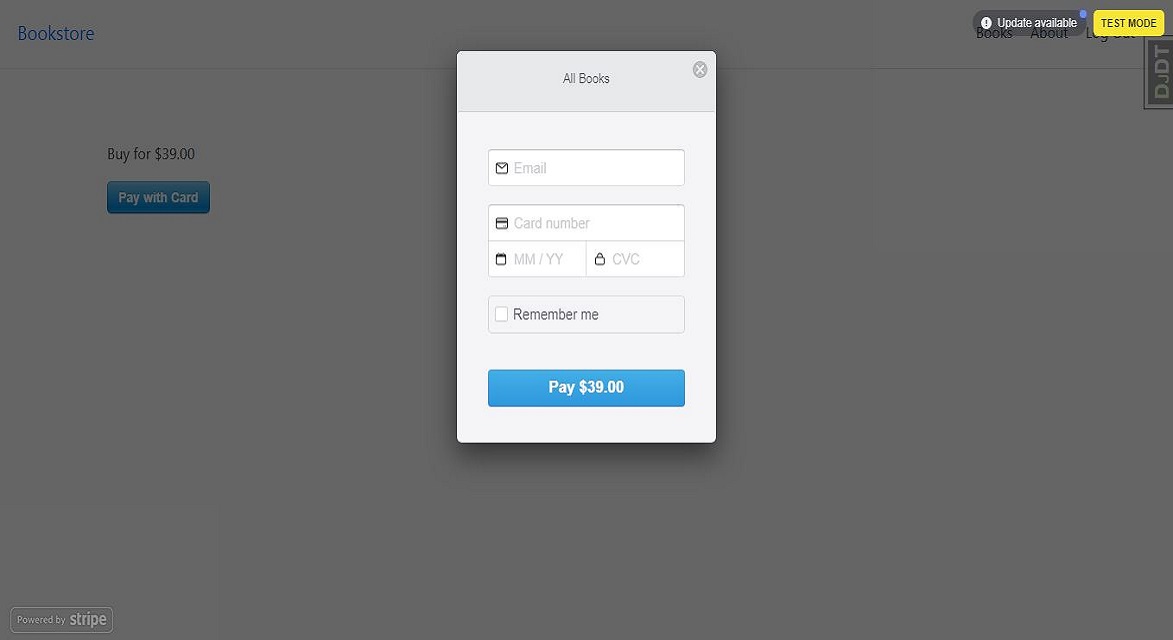 Bookstore
Update available
TEST MODE
Books About Log Out
DJDT
All Books
Buy for $39.00
Pay with Card
Email
Card number
MM / YY
CVC
Remember me
Pay $39.00
Powered by stripe